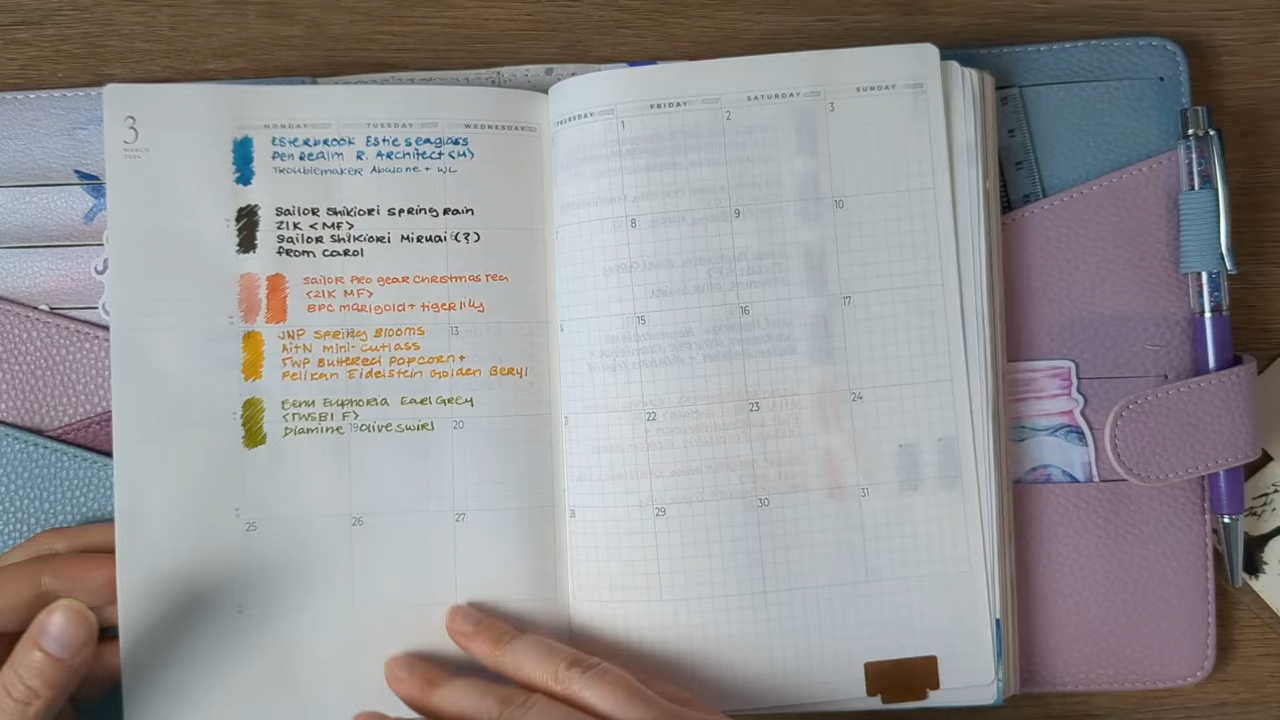 3
MARCH
2024
MONDAY TUESDAY WEDNESDAY THURSDAY FRIDAY SATURDAY SUNDAY
Esterbrook Estie seaglass
Pen Realm R. Architect <M>
Troublemaker Abalone + WL
Sailor Shikiori Spring Rain
21K <MF>
Sailor Shikiori Miruai (?)
from Carol
Sailor Pro gear Christmas Tea
<21K MF>
BPC marigold + tiger lily
JNP Spring Blooms
AitN mini-cutlass
FWP Buttered Popcorn +
Pelikan Eidelstein Golden Beryl
Benu Euphoria Earl Grey
<TWSBI F>
Diamine Olive swirl
1 2 3
8 9 10
13 15 16 17
19 20 22 23 24
25 26 27 28 29 30 31